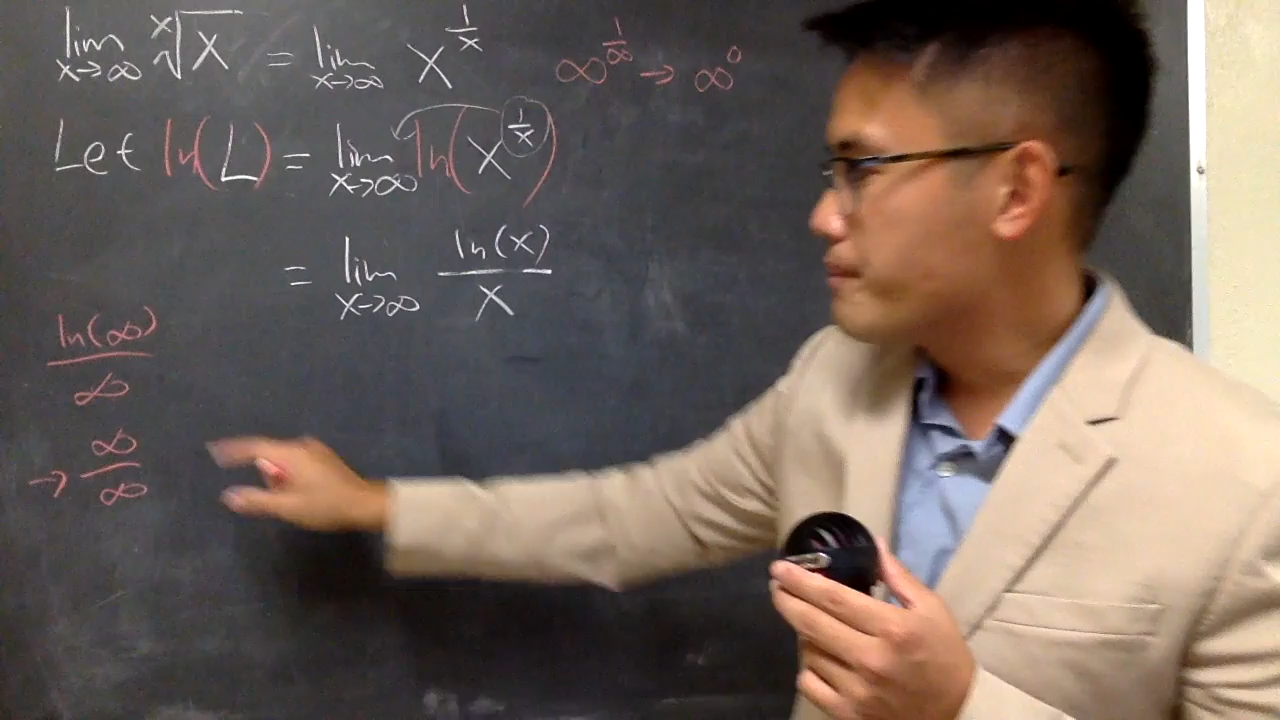 lim x→∞ ˣ√x = lim x→∞ x^(1/x) ∞^(1/∞) → ∞^0
Let ln(L) = lim x→∞ ln(x^(1/x))
= lim x→∞ ln(x)/x
ln(∞)/∞
→ ∞/∞